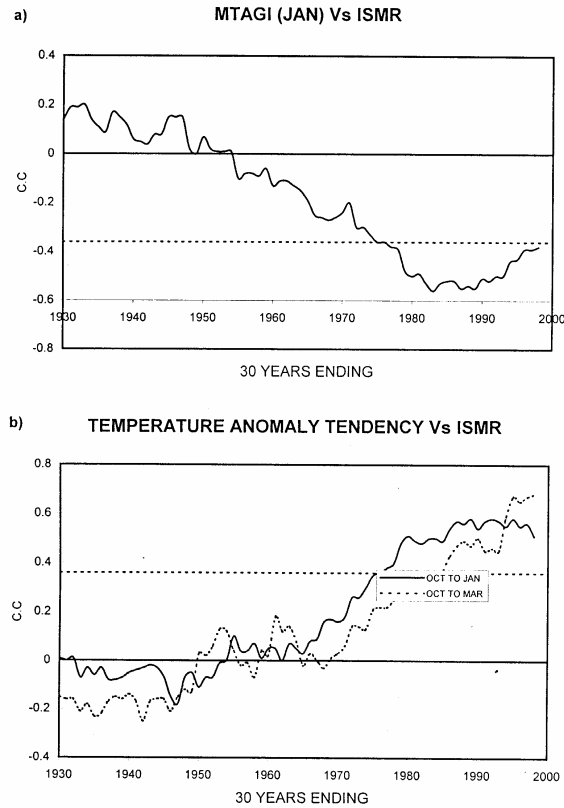 a)
MTAGI (JAN) Vs ISMR
0.4
0.2
0
-0.2
-0.4
-0.6
-0.8
C.C
1930 1940 1950 1960 1970 1980 1990 2000
30 YEARS ENDING
b)
TEMPERATURE ANOMALY TENDENCY Vs ISMR
0.8
0.6
0.4
0.2
0
-0.2
-0.4
C.C
OCT TO JAN
OCT TO MAR
1930 1940 1950 1960 1970 1980 1990 2000
30 YEARS ENDING